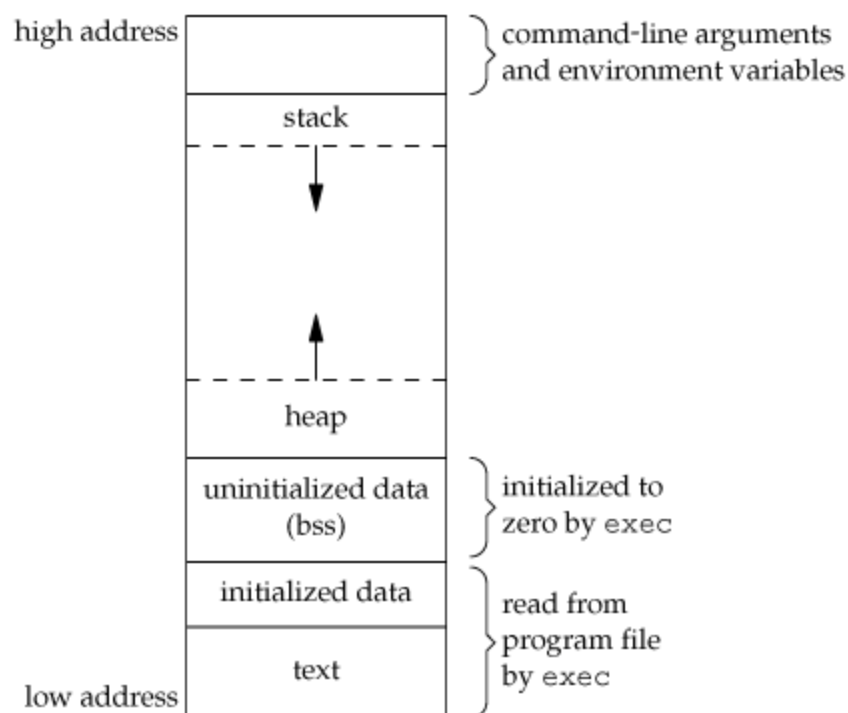 high address
command-line arguments
and environment variables
stack
heap
uninitialized data
(bss)
initialized to
zero by exec
initialized data
read from
program file
by exec
text
low address